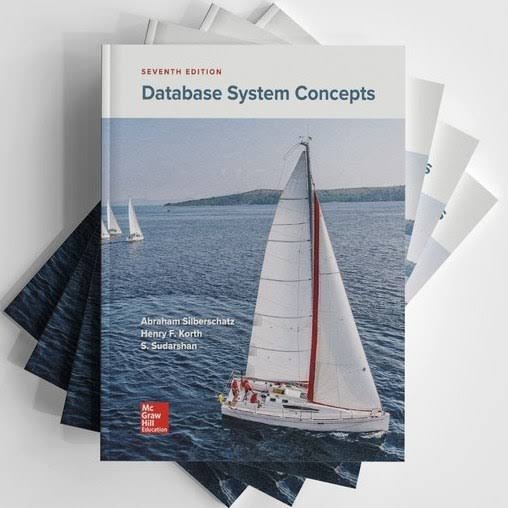 SEVENTH EDITION
Database System Concepts
Abraham Silberschatz
Henry F. Korth
S. Sudarshan
Mc
Graw
Hill
Education
s
s